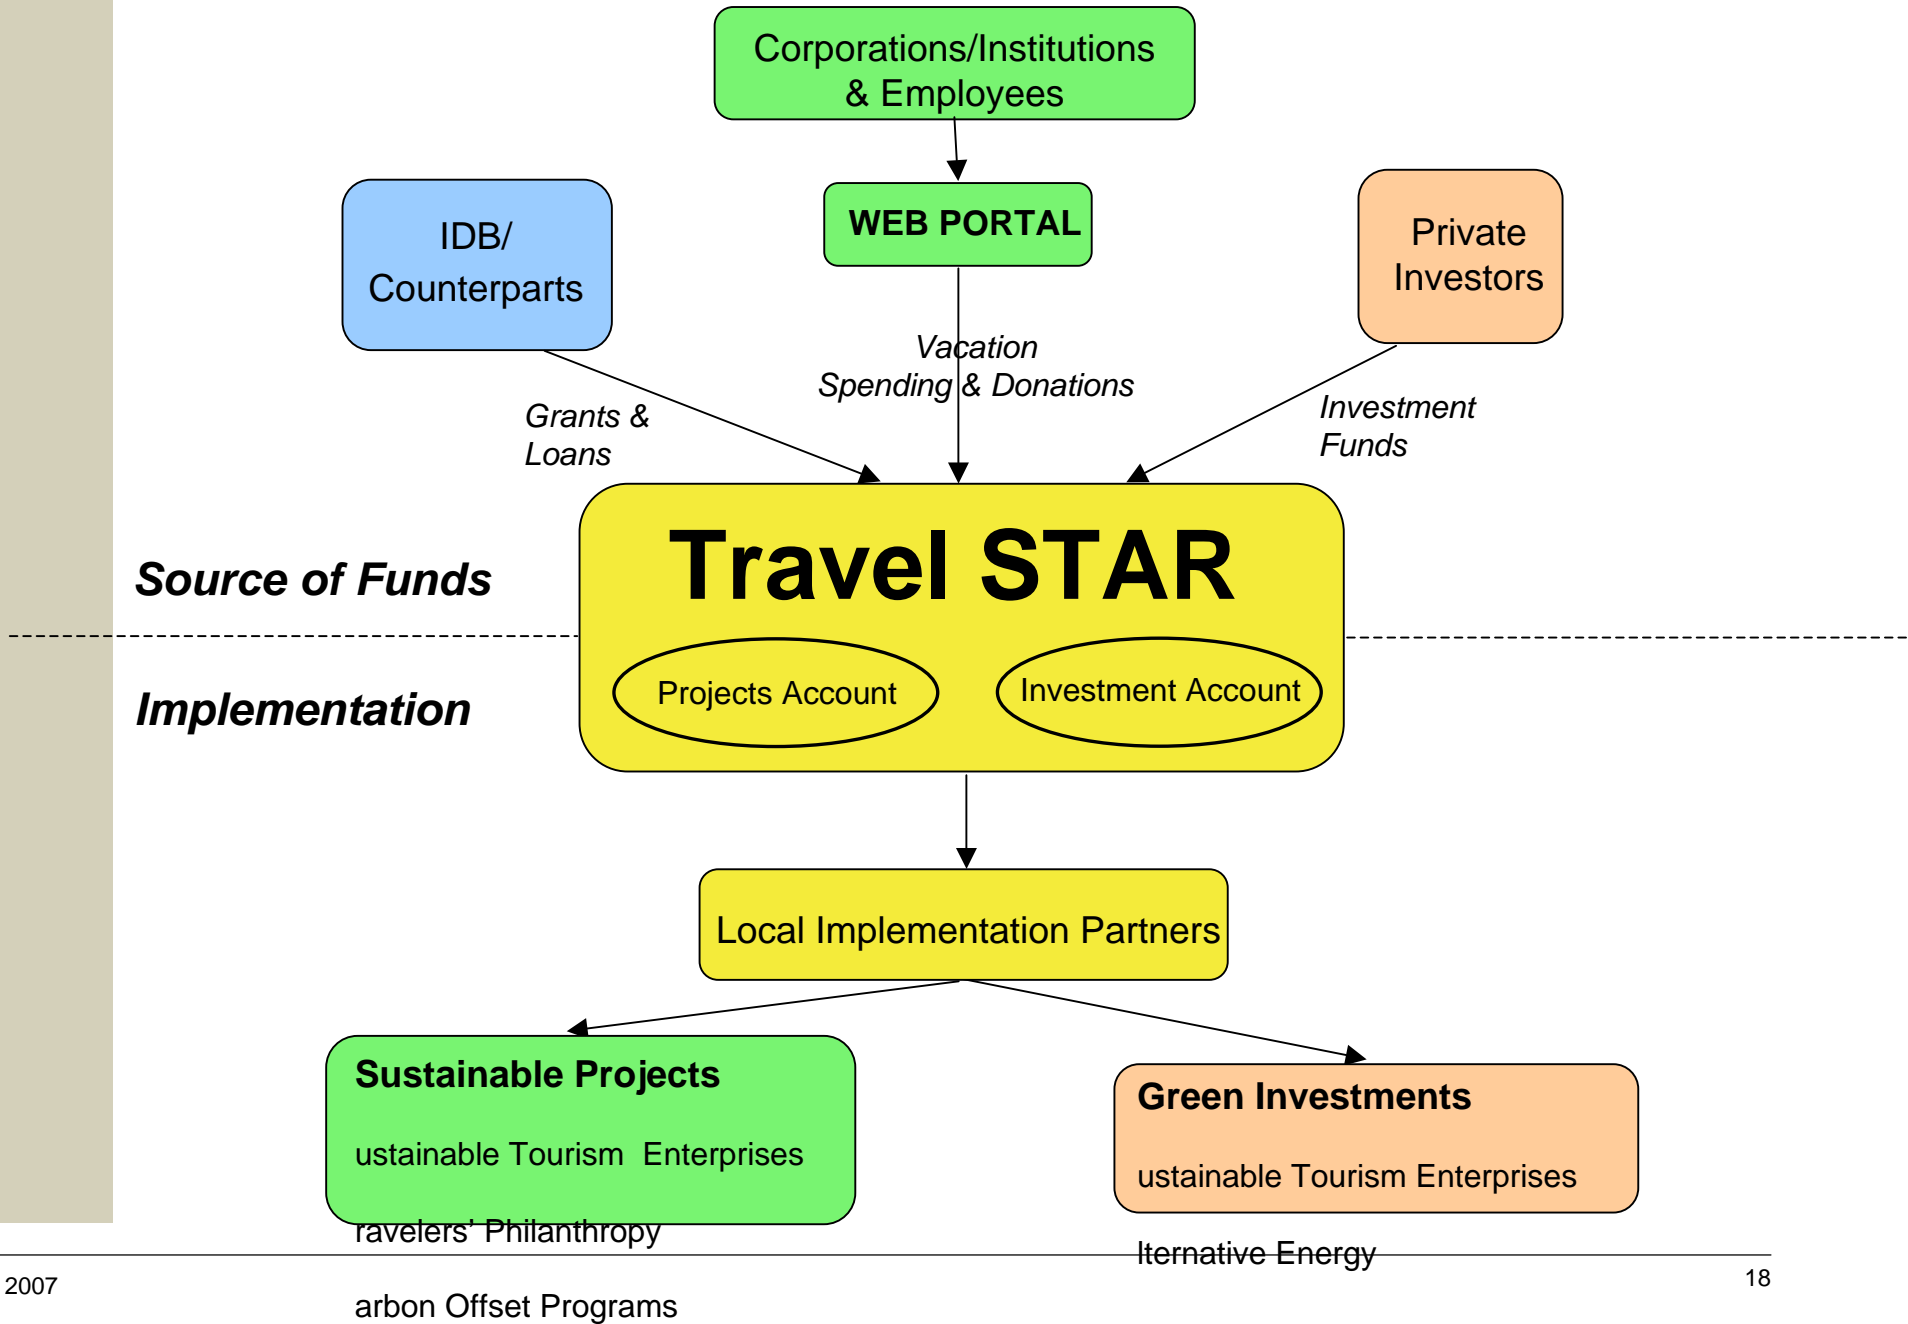 Corporations/Institutions
& Employees
IDB/
Counterparts
WEB PORTAL
Private
Investors
Vacation
Spending & Donations
Grants &
Loans
Investment
Funds
Travel STAR
Source of Funds
Projects Account
Investment Account
Implementation
Local Implementation Partners
Sustainable Projects
ustainable Tourism  Enterprises
ravelers’ Philanthropy
arbon Offset Programs
Green Investments
ustainable Tourism Enterprises
lternative Energy
2007
18